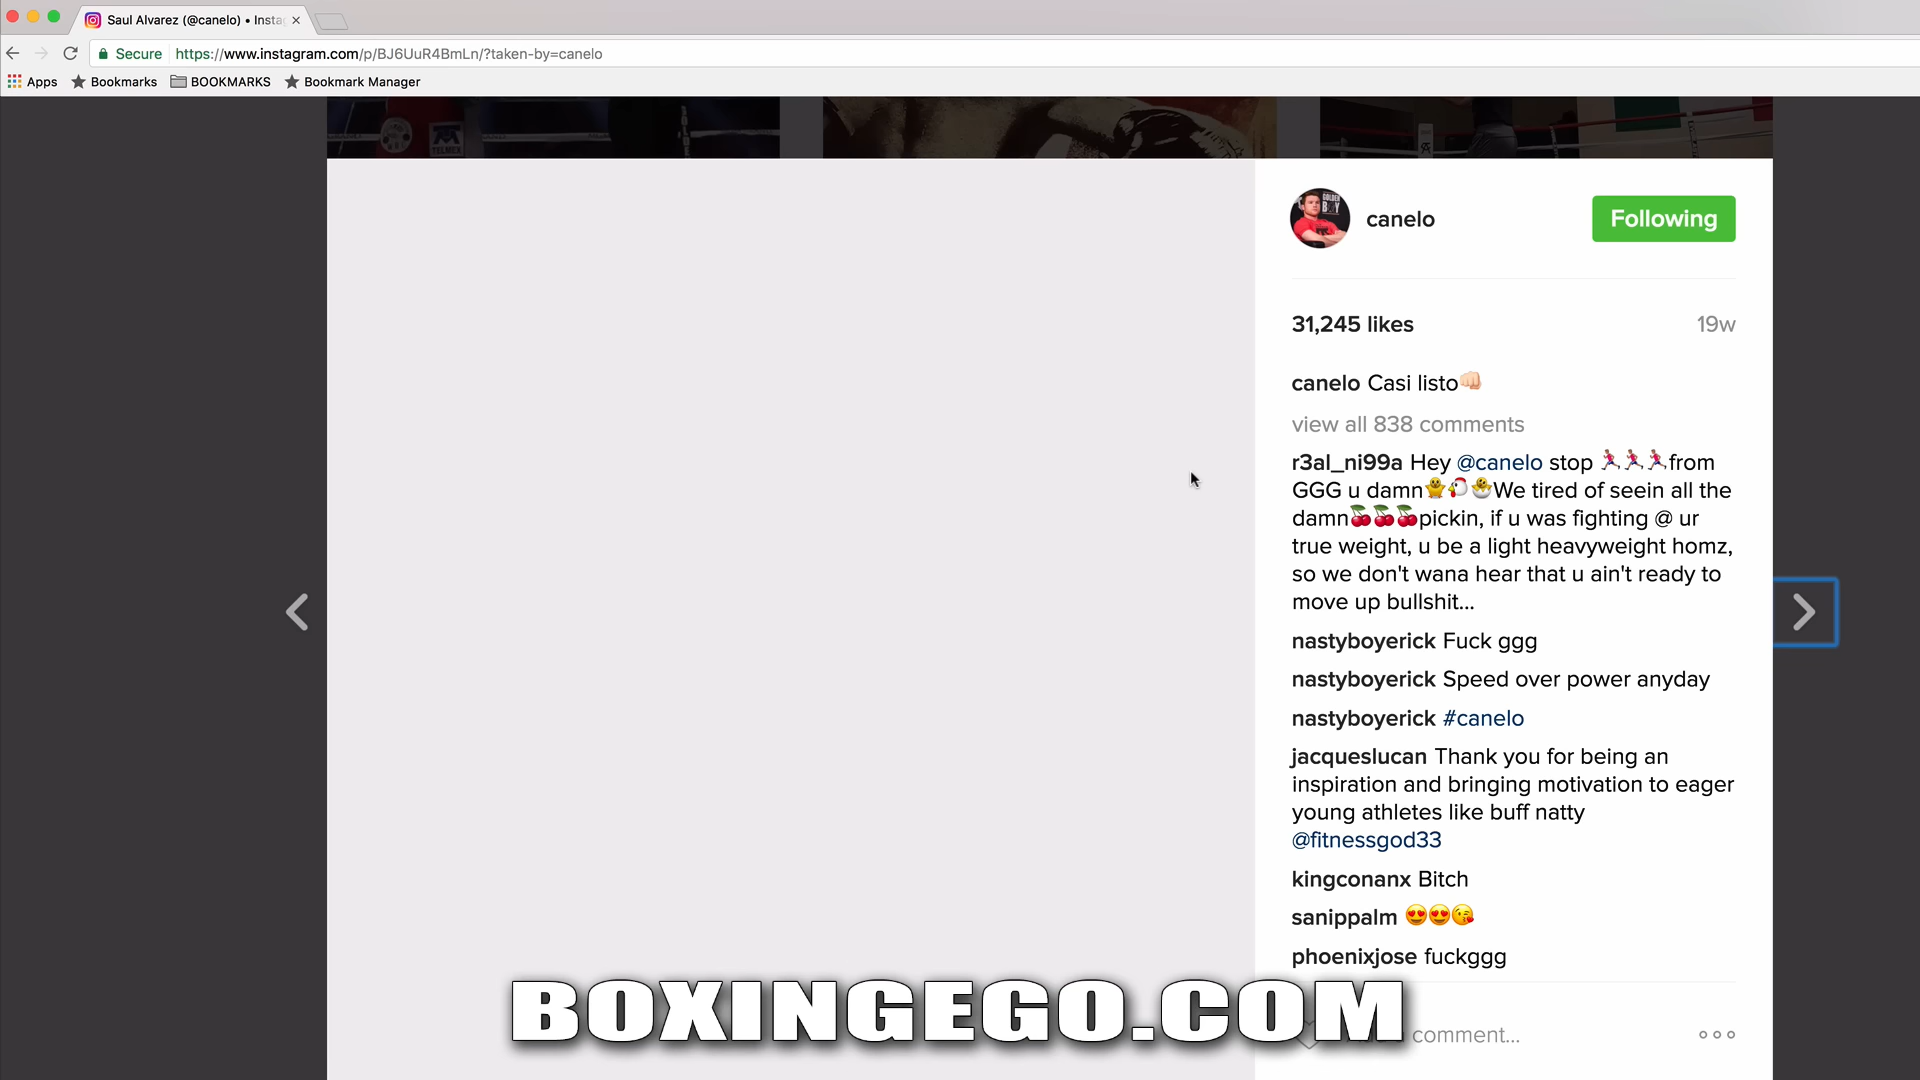 Saul Alvarez (@canelo) • Insta
Secure https://www.instagram.com/p/BJ6UuR4BmLn/?taken-by=canelo
Apps Bookmarks BOOKMARKS Bookmark Manager
TELMEX
GOLDEN
BOY
canelo
Following
31,245 likes
19w
canelo Casi listo👊🏻
view all 838 comments
r3al_ni99a Hey @canelo stop 🏃🏽‍♀️🏃🏽‍♀️🏃🏽‍♀️from
GGG u damn🐥🐔🐣We tired of seein all the
damn🍒🍒🍒pickin, if u was fighting @ ur
true weight, u be a light heavyweight homz,
so we don't wana hear that u ain't ready to
move up bullshit...
nastyboyerick Fuck ggg
nastyboyerick Speed over power anyday
nastyboyerick #canelo
jacqueslucan Thank you for being an
inspiration and bringing motivation to eager
young athletes like buff natty
@fitnessgod33
kingconanx Bitch
sanippalm 😍😍😘
phoenixjose fuckggg
comment...
BOXINGEGO.COM